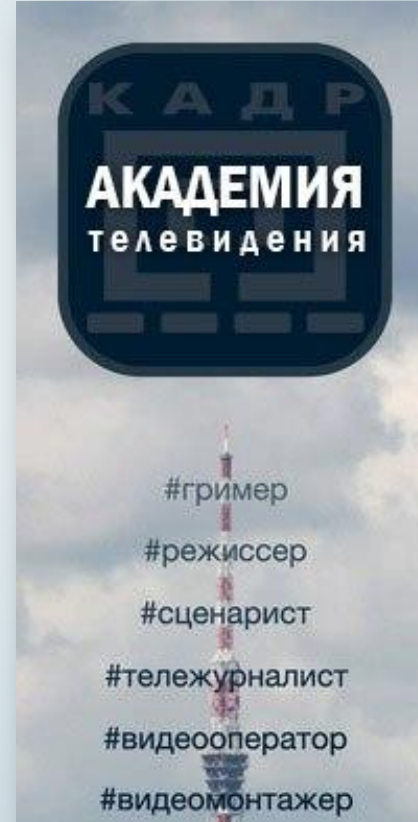 КАДР
АКАДЕМИЯ
телевидения
#гример
#режиссер
#сценарист
#тележурналист
#видеооператор
#видеомонтажер